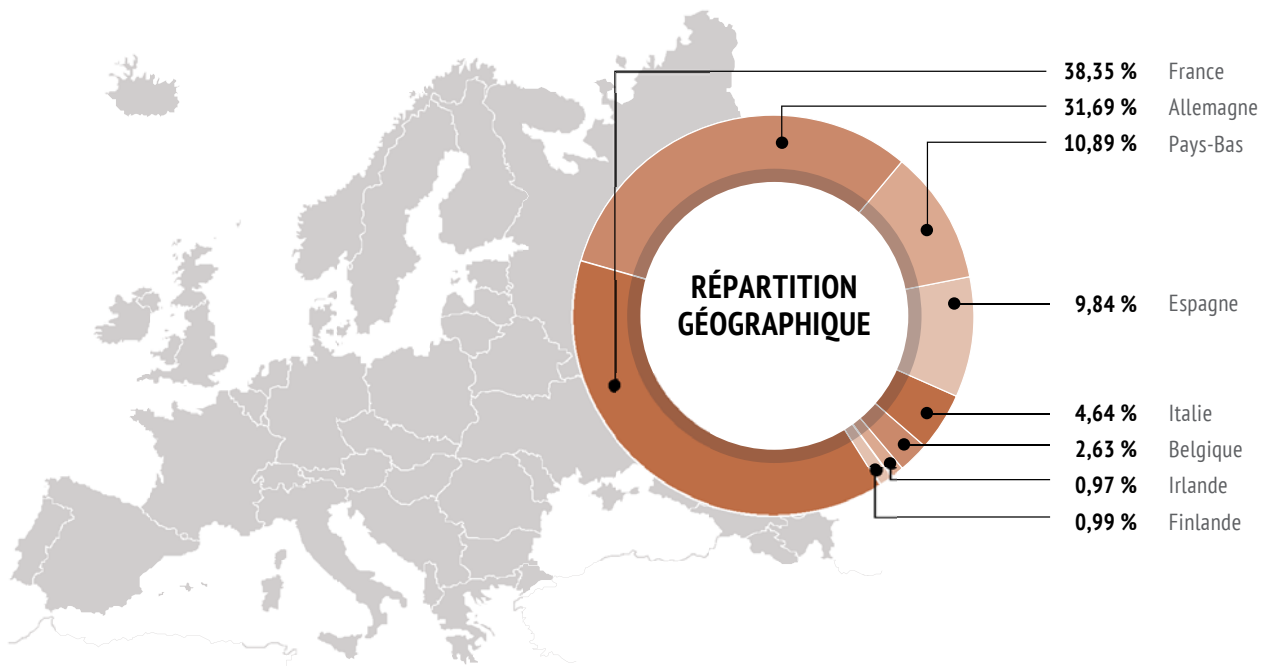 38,35 % France
31,69 % Allemagne
10,89 % Pays-Bas
RÉPARTITION
GÉOGRAPHIQUE
9,84 % Espagne
4,64 % Italie
2,63 % Belgique
0,97 % Irlande
0,99 % Finlande